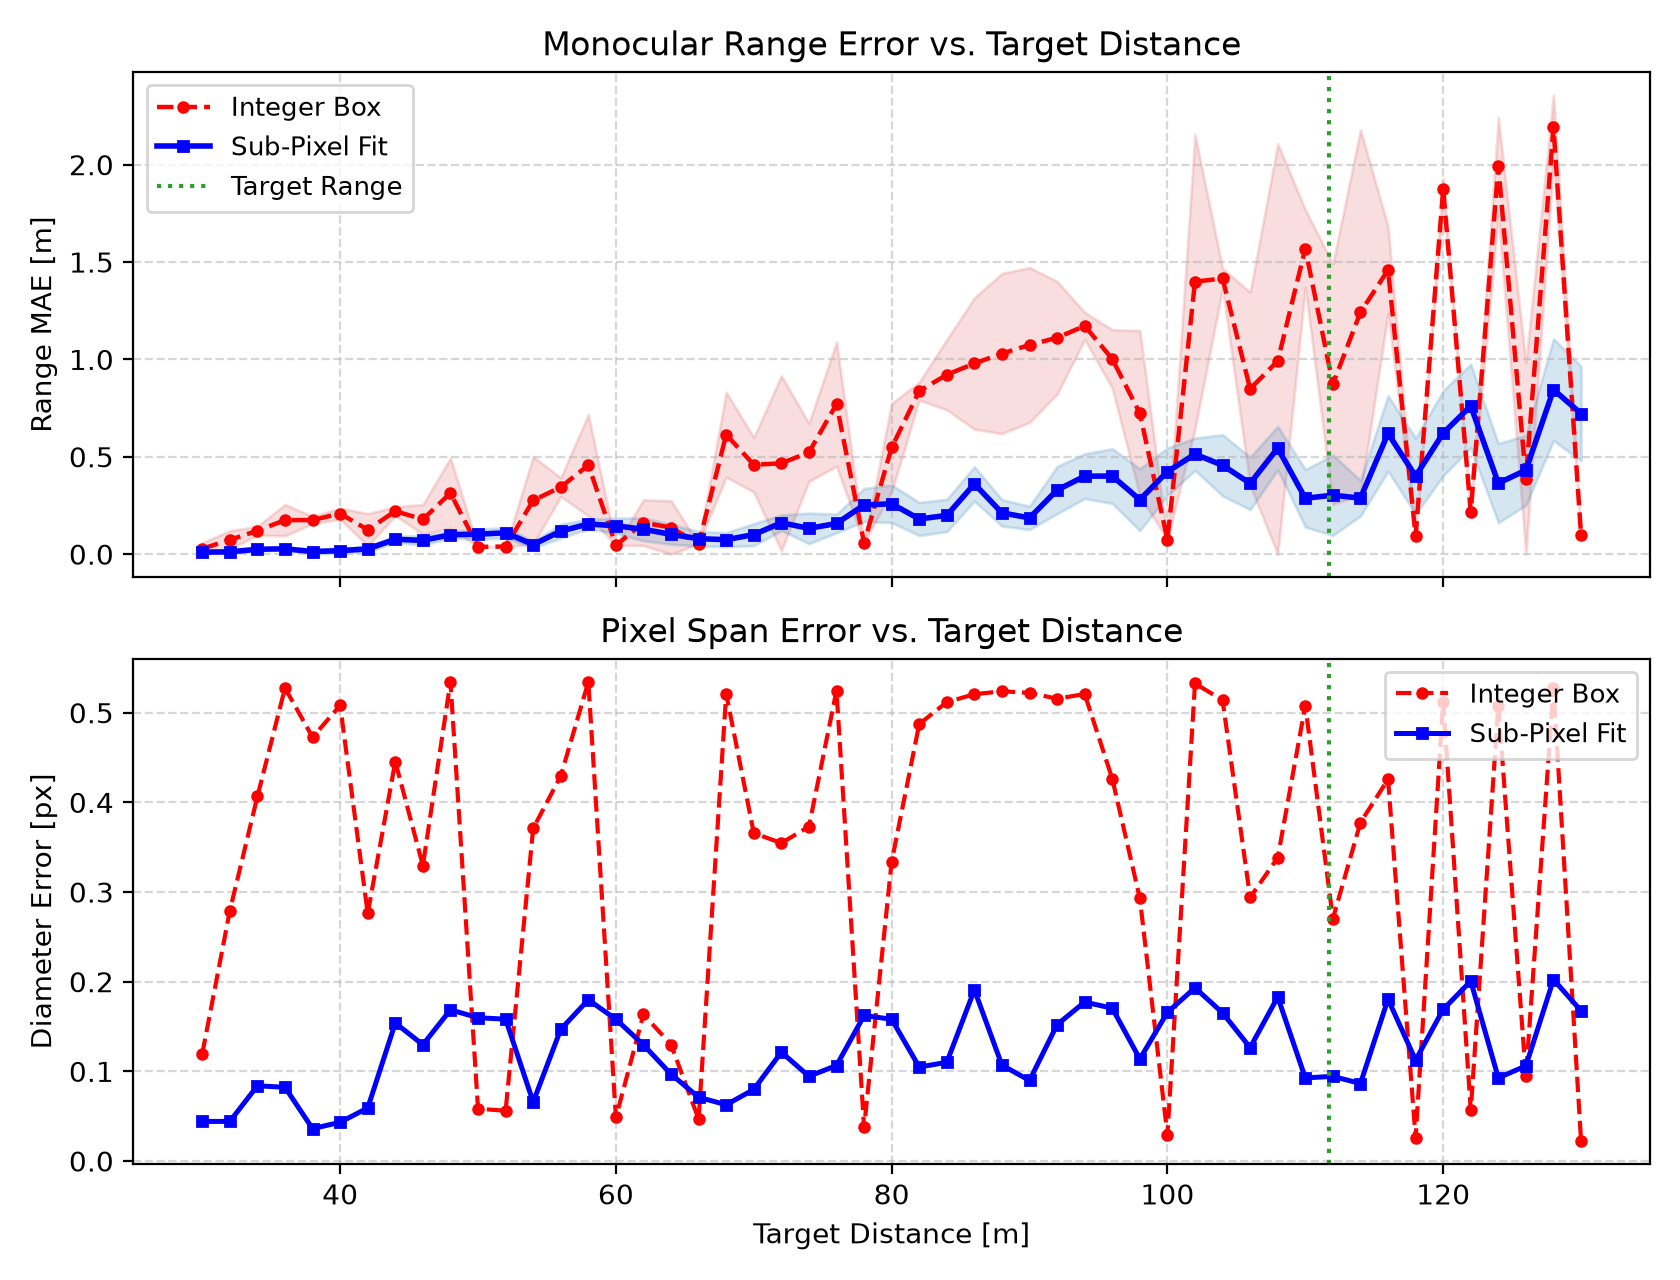 Monocular Range Error vs. Target Distance
Integer Box
Sub-Pixel Fit
Target Range
Range MAE [m]
2.0
1.5
1.0
0.5
0.0
Pixel Span Error vs. Target Distance
Integer Box
Sub-Pixel Fit
Diameter Error [px]
0.5
0.4
0.3
0.2
0.1
0.0
40 60 80 100 120
Target Distance [m]